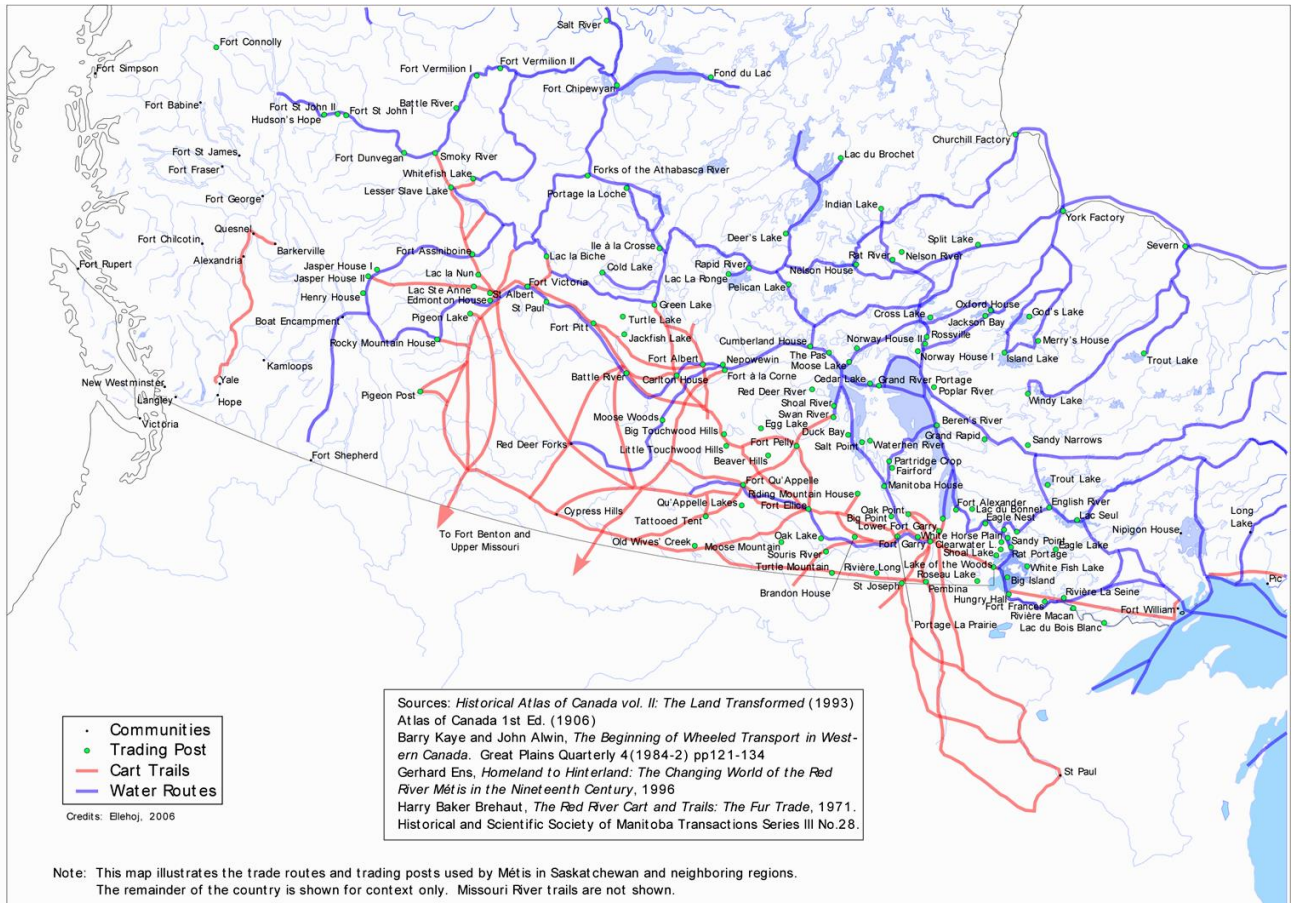 Salt River
Fort Connolly
Fort Simpson
Fort Vermilion I
Fort Vermilion II
Fond du Lac
Fort Chipewyan
Fort Babine
Fort St John II
Fort St John I
Hudson's Hope
Battle River
Churchill Factory
Fort St James
Fort Fraser
Fort Dunvegan
Smoky River
Lac du Brochet
Whitefish Lake
Forks of the Athabasca River
Lesser Slave Lake
Portage la Loche
Fort George
Indian Lake
York Factory
Quesnel
Fort Chilcotin
Barkerville
Alexandria
Fort Assiniboine
Ile à la Crosse
Deer's Lake
Split Lake
Severn
Fort Rupert
Jasper House I
Jasper House II
Lac la Biche
Nelson River
Rat River
Lac la Nun
Cold Lake
Rapid River
Lac La Ronge
Nelson House
Henry House
Lac Ste Anne
Edmonton House
St Albert
Fort Victoria
Pelican Lake
Boat Encampment
Pigeon Lake
St Paul
Green Lake
Oxford House
Cross Lake
Jackson Bay
God's Lake
Fort Pitt
Turtle Lake
Rocky Mountain House
Jackfish Lake
Cumberland House
Norway House II
Rossville
Merry's House
Kamloops
Fort Albert
Nepowewin
The Pas
Moose Lake
Norway House I
Island Lake
Trout Lake
New Westminster
Yale
Battle River
Carlton House
Fort à la Corne
Cedar Lake
Grand River Portage
Langley
Hope
Pigeon Post
Red Deer River
Poplar River
Windy Lake
Victoria
Shoal River
Swan River
Moose Woods
Egg Lake
Duck Bay
Beren's River
Big Touchwood Hills
Fort Pelly
Salt Point
Waterhen River
Grand Rapid
Sandy Narrows
Fort Shepherd
Red Deer Forks
Little Touchwood Hills
Beaver Hills
Partridge Crop
Fairford
Fort Qu'Appelle
Manitoba House
Trout Lake
Riding Mountain House
Qu'Appelle Lakes
Fort Ellice
Fort Alexander
Lac du Bonnet
English River
Long
Lake
Cypress Hills
Tattooed Tent
Oak Point
Big Point
Lower Fort Garry
Eagle Nest
Lac Seul
Nipigon House
To Fort Benton and
Upper Missouri
Old Wives' Creek
Moose Mountain
Oak Lake
Fort Garry
White Horse Plain
Clearwater L
Sandy Point
Souris River
Shoal Lake
Rat Portage
Eagle Lake
Turtle Mountain
Rivière Long
Lake of the Woods
White Fish Lake
Roseau Lake
Big Island
Pic
Brandon House
St Joseph
Pembina
Hungry Hall
Rivière La Seine
Fort Frances
Fort William
Rivière Macan
Portage La Prairie
Lac du Bois Blanc
St Paul
Communities
Trading Post
Cart Trails
Water Routes
Credits: Ellehoj, 2006
Sources: Historical Atlas of Canada vol. II: The Land Transformed (1993)
Atlas of Canada 1st Ed. (1906)
Barry Kaye and John Alwin, The Beginning of Wheeled Transport in West-
ern Canada. Great Plains Quarterly 4(1984-2) pp121-134
Gerhard Ens, Homeland to Hinterland: The Changing World of the Red
River Métis in the Nineteenth Century, 1996
Harry Baker Brehaut, The Red River Cart and Trails: The Fur Trade, 1971.
Historical and Scientific Society of Manitoba Transactions Series III No.28.
Note: This map illustrates the trade routes and trading posts used by Métis in Saskatchewan and neighboring regions.
The remainder of the country is shown for context only. Missouri River trails are not shown.